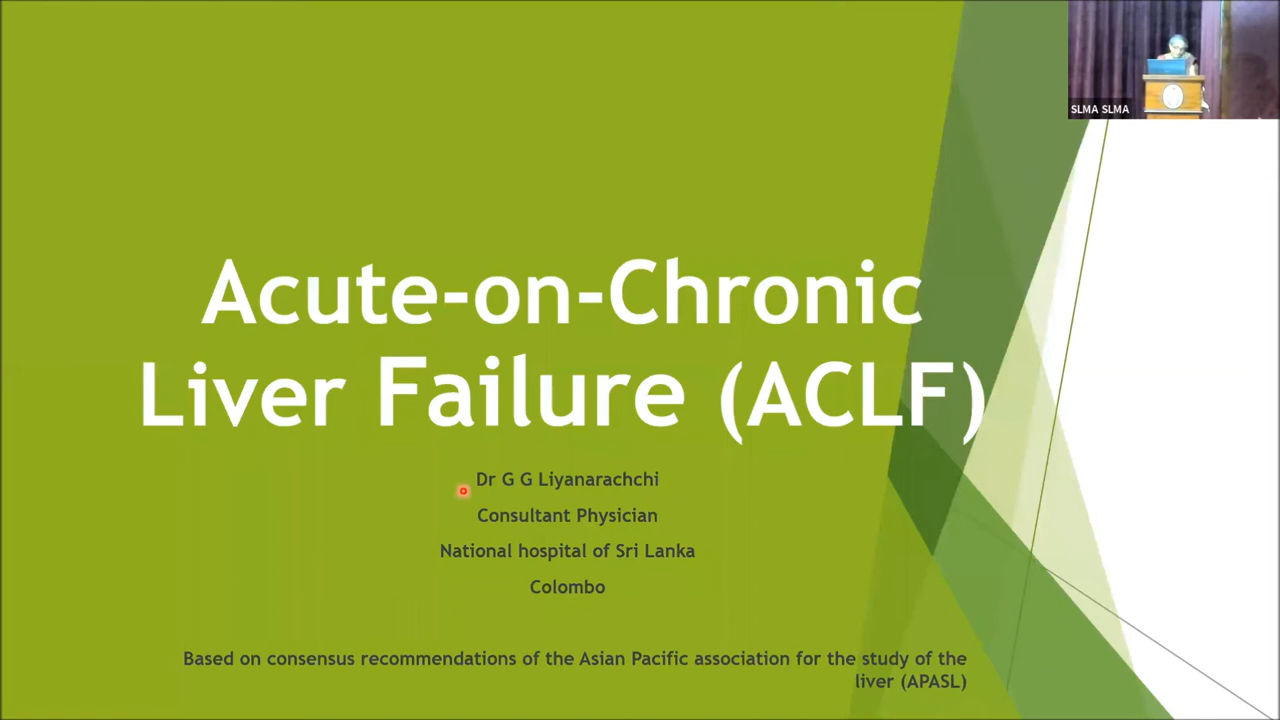 SLMA SLMA
Acute-on-Chronic
Liver Failure (ACLF)
Dr G G Liyanarachchi
Consultant Physician
National hospital of Sri Lanka
Colombo
Based on consensus recommendations of the Asian Pacific association for the study of the
liver (APASL)